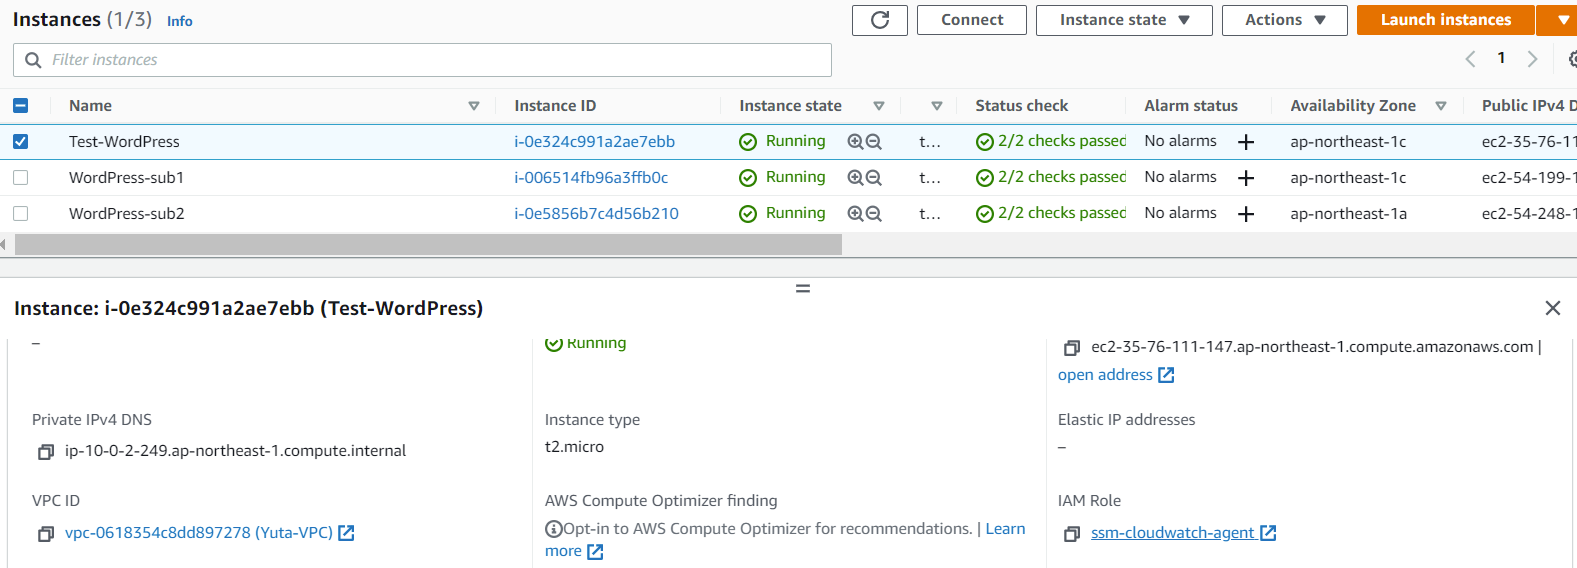 Instances (1/3) Info
Connect Instance state Actions Launch instances
Filter instances
1
Name Instance ID Instance state Status check Alarm status Availability Zone Public IPv4 D
Test-WordPress i-0e324c991a2ae7ebb Running t... 2/2 checks passed No alarms + ap-northeast-1c ec2-35-76-11
WordPress-sub1 i-006514fb96a3ffb0c Running t... 2/2 checks passed No alarms + ap-northeast-1c ec2-54-199-1
WordPress-sub2 i-0e5856b7c4d56b210 Running t... 2/2 checks passed No alarms + ap-northeast-1a ec2-54-248-1
Instance: i-0e324c991a2ae7ebb (Test-WordPress)
– Running ec2-35-76-111-147.ap-northeast-1.compute.amazonaws.com |
open address
Private IPv4 DNS Instance type Elastic IP addresses
ip-10-0-2-249.ap-northeast-1.compute.internal t2.micro –
VPC ID AWS Compute Optimizer finding IAM Role
vpc-0618354c8dd897278 (Yuta-VPC) Opt-in to AWS Compute Optimizer for recommendations. | Learn ssm-cloudwatch-agent
more